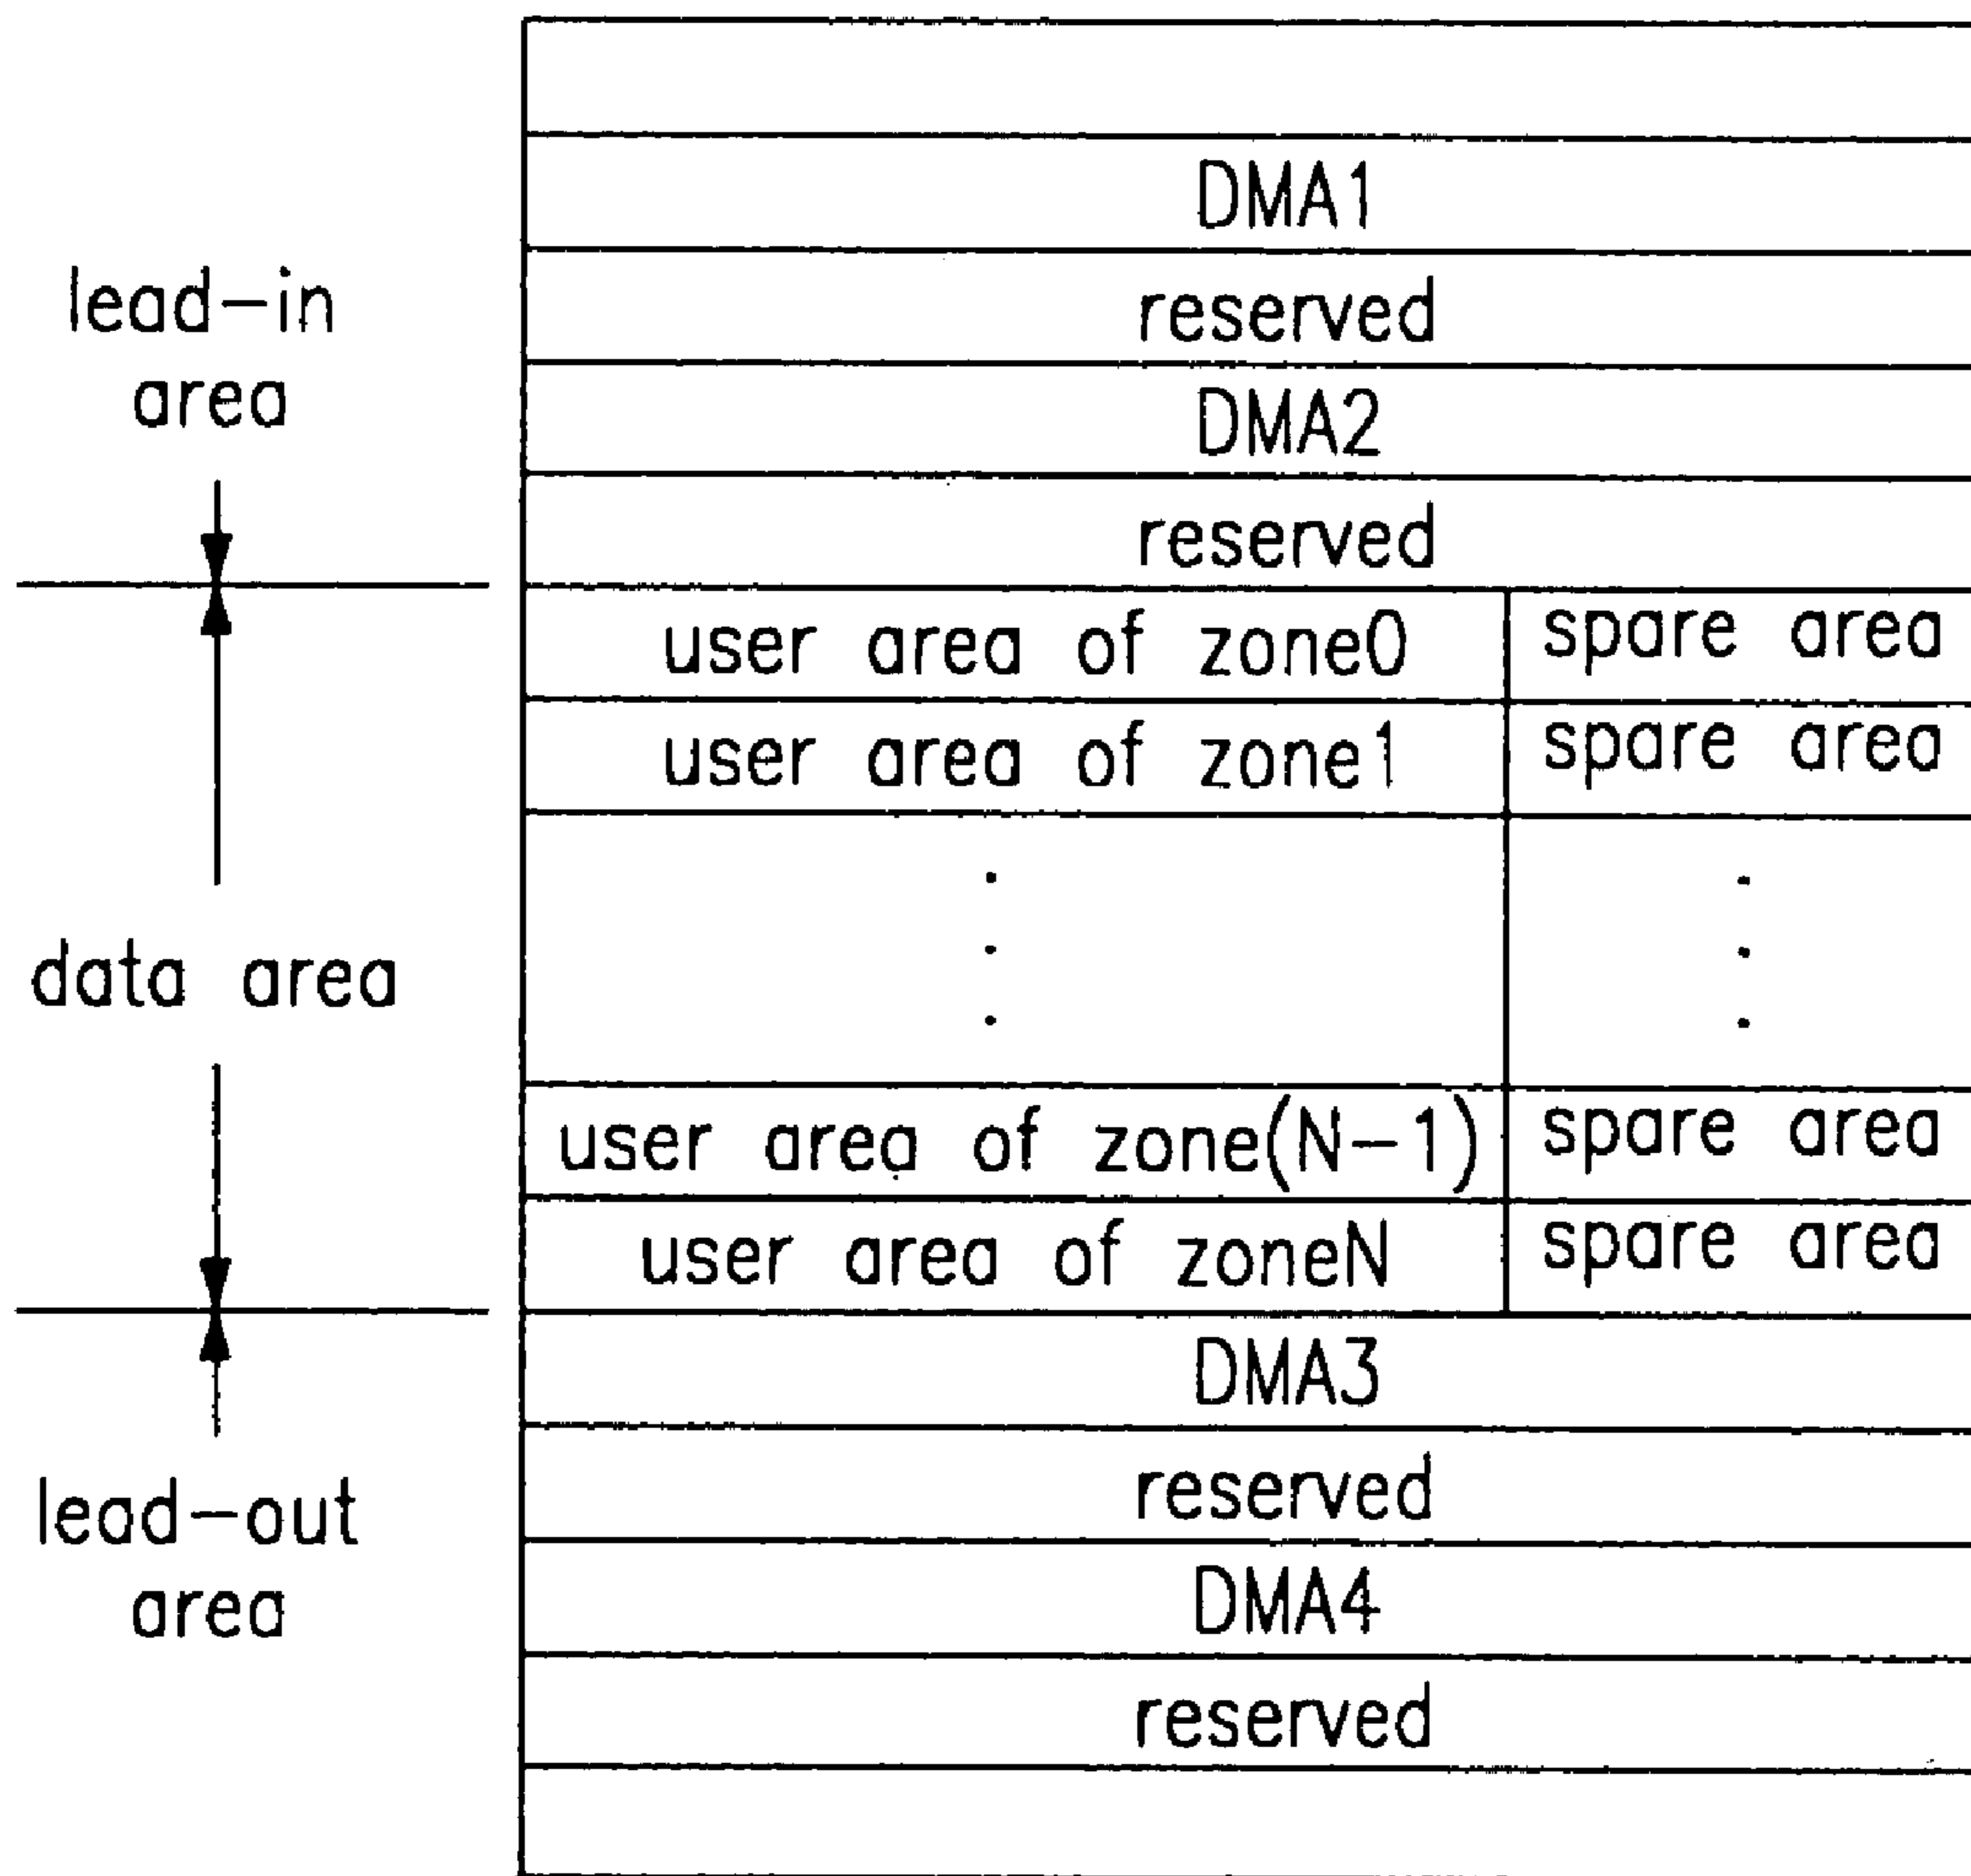 DMA1
lead-in
area
reserved
DMA2
reserved
user area of zone0 spare area
user area of zone1 spare area
data area
user area of zone(N-1) spare area
user area of zoneN spare area
DMA3
lead-out
area
reserved
DMA4
reserved